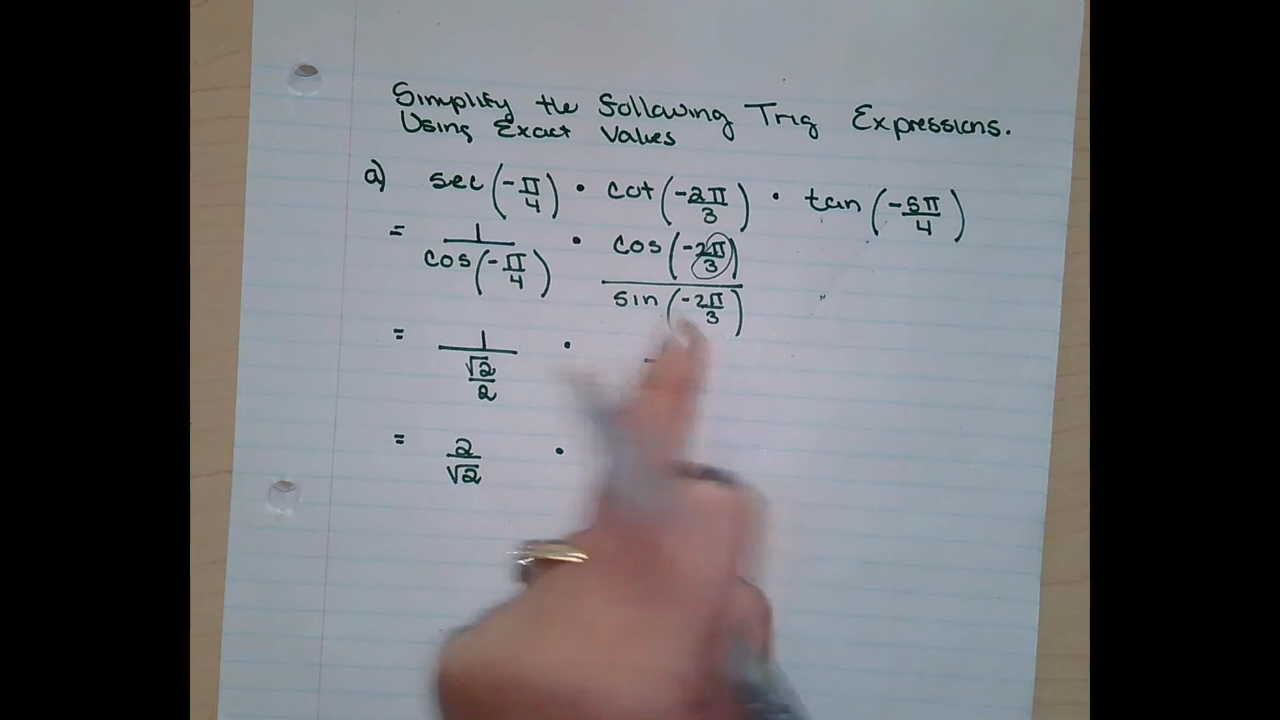 Simplify the Following Trig Expressions.
Using Exact Values
a) sec(-π/4) · cot(-2π/3) · tan(-5π/4)
= 1/cos(-π/4) · cos(-2π/3)/sin(-2π/3)
= 1/(√2/2) ·
= 2/√2 ·